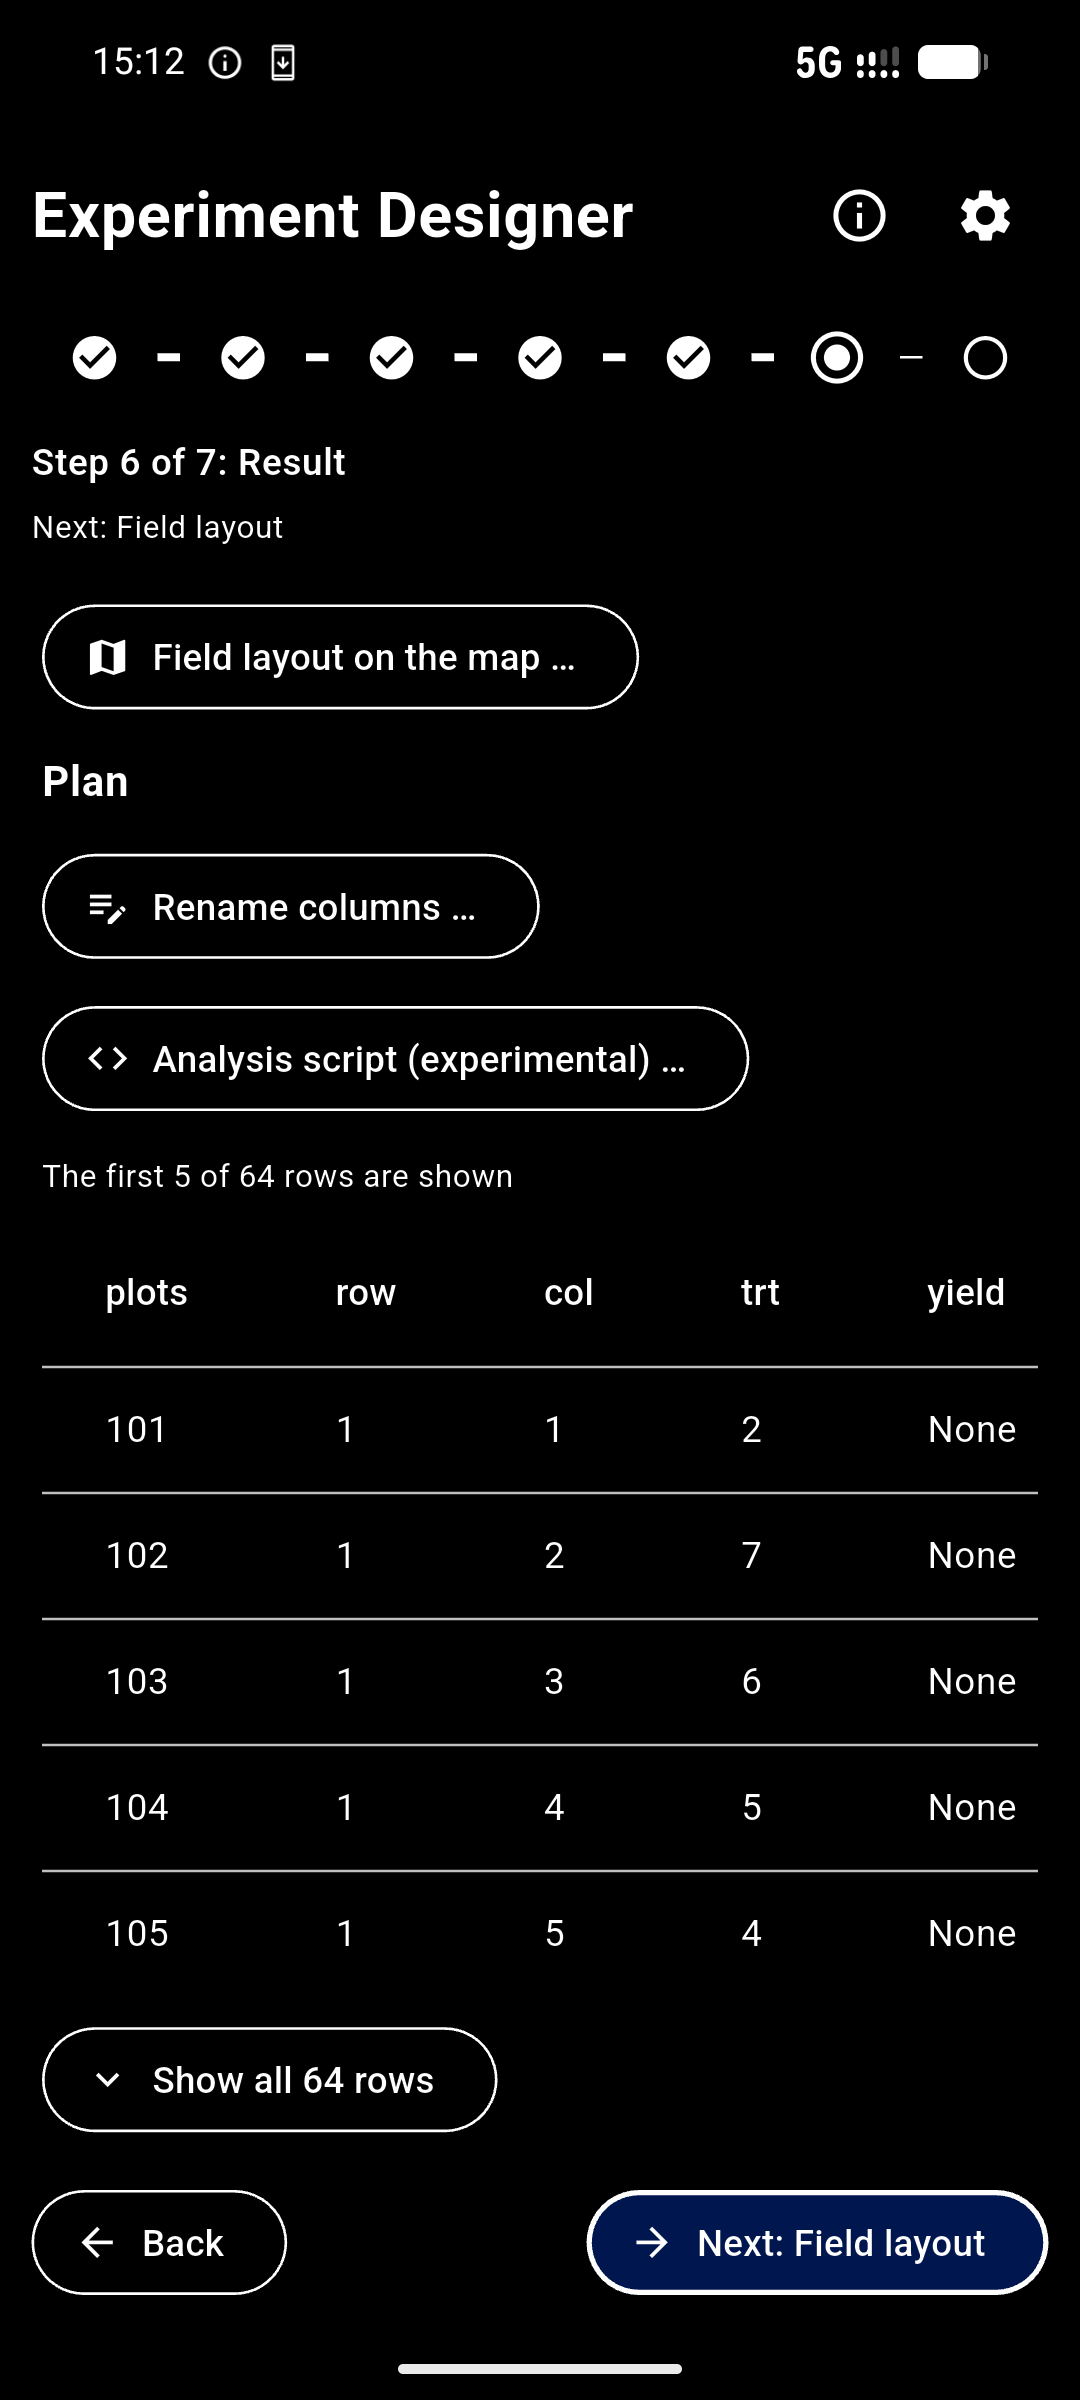 15:12
5G
Experiment Designer
Step 6 of 7: Result
Next: Field layout
Field layout on the map ...
Plan
Rename columns ...
Analysis script (experimental) ...
The first 5 of 64 rows are shown
plots row col trt yield
101 1 1 2 None
102 1 2 7 None
103 1 3 6 None
104 1 4 5 None
105 1 5 4 None
Show all 64 rows
Back
Next: Field layout